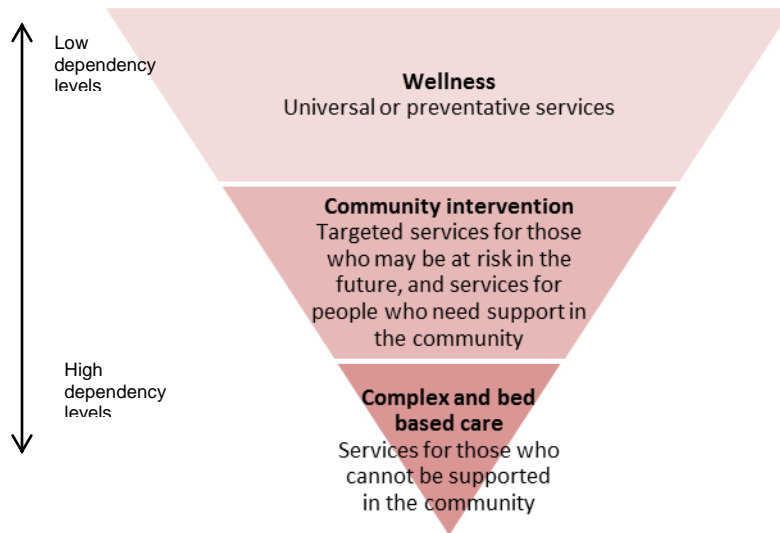 Low
dependency
levels
Wellness
Universal or preventative services
Community intervention
Targeted services for those
who may be at risk in the
future, and services for
people who need support in
the community
High
dependency
levels
Complex and bed
based care
Services for those who
cannot be supported
in the community